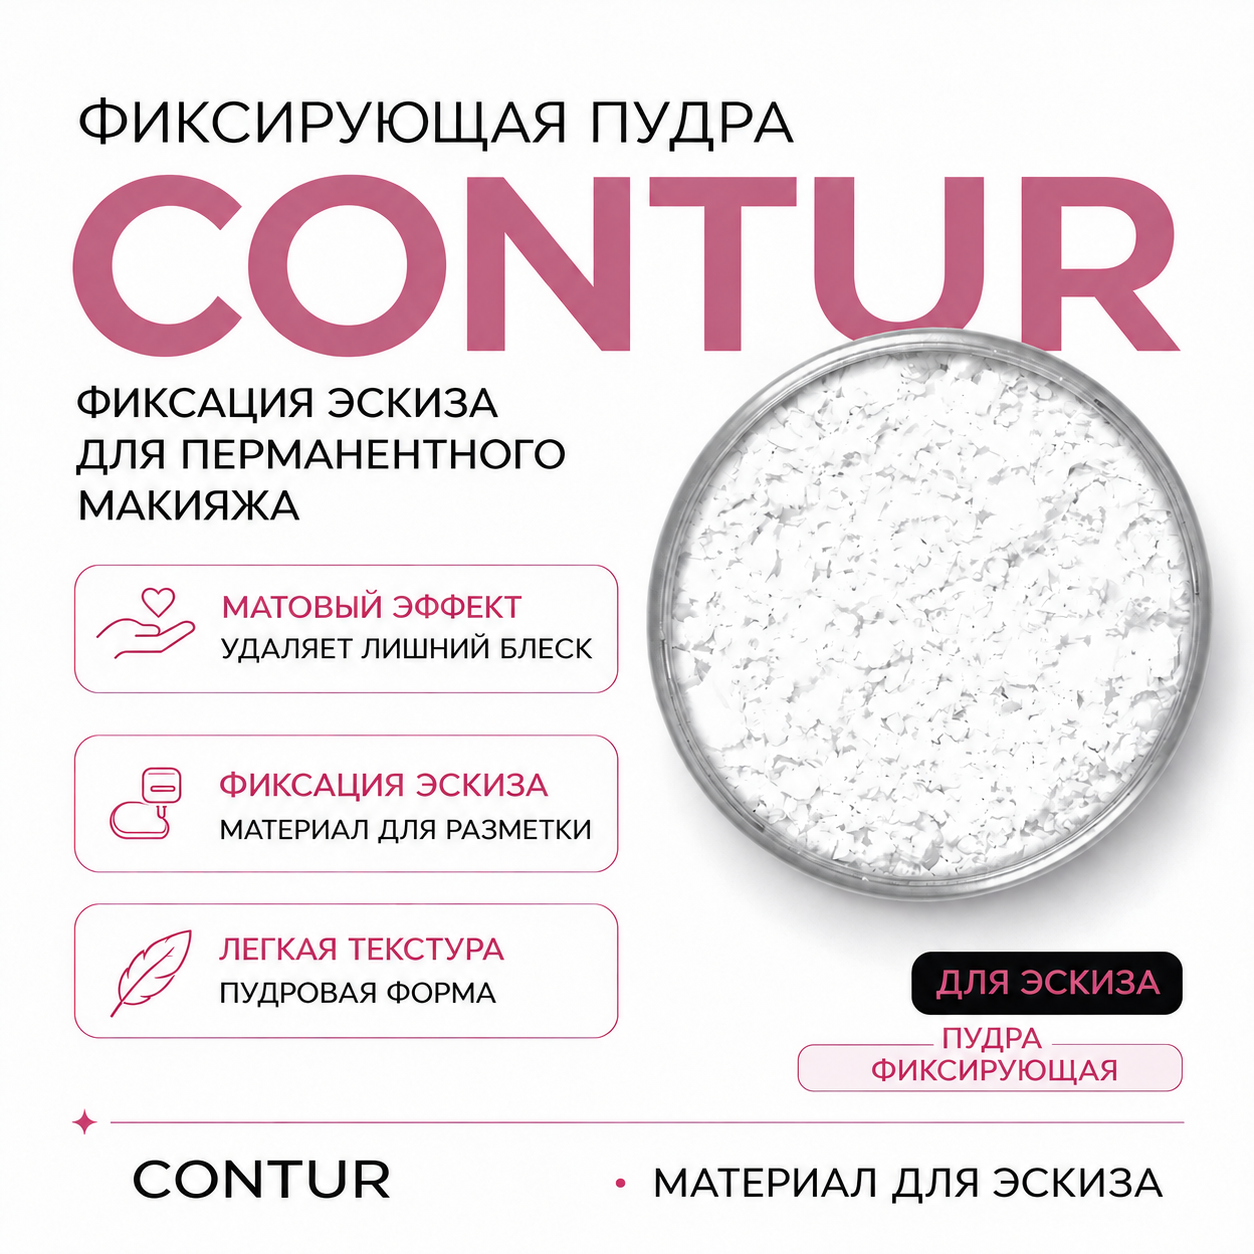 ФИКСИРУЮЩАЯ ПУДРА
CONTUR
ФИКСАЦИЯ ЭСКИЗА
ДЛЯ ПЕРМАНЕНТНОГО
МАКИЯЖА
МАТОВЫЙ ЭФФЕКТ
УДАЛЯЕТ ЛИШНИЙ БЛЕСК
ФИКСАЦИЯ ЭСКИЗА
МАТЕРИАЛ ДЛЯ РАЗМЕТКИ
ЛЕГКАЯ ТЕКСТУРА
ПУДРОВАЯ ФОРМА
ДЛЯ ЭСКИЗА
ПУДРА
ФИКСИРУЮЩАЯ
CONTUR
• МАТЕРИАЛ ДЛЯ ЭСКИЗА